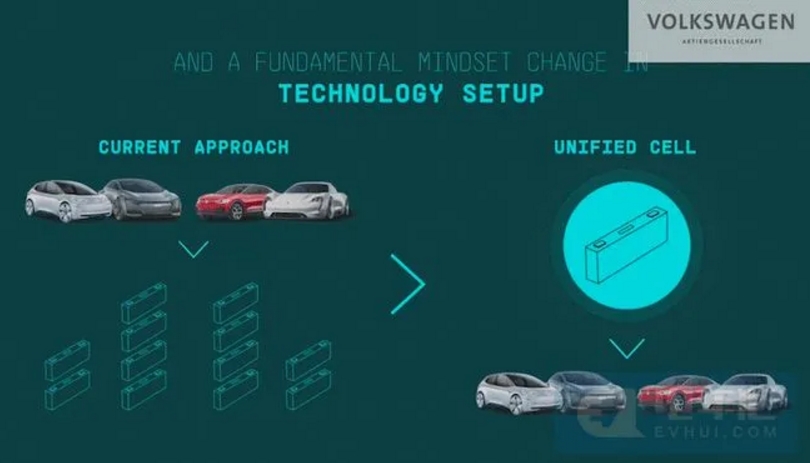 VOLKSWAGEN
AKTIENGESELLSCHAFT
AND A FUNDAMENTAL MINDSET CHANGE IN
TECHNOLOGY SETUP
CURRENT APPROACH
UNIFIED CELL
EVHUI.COM